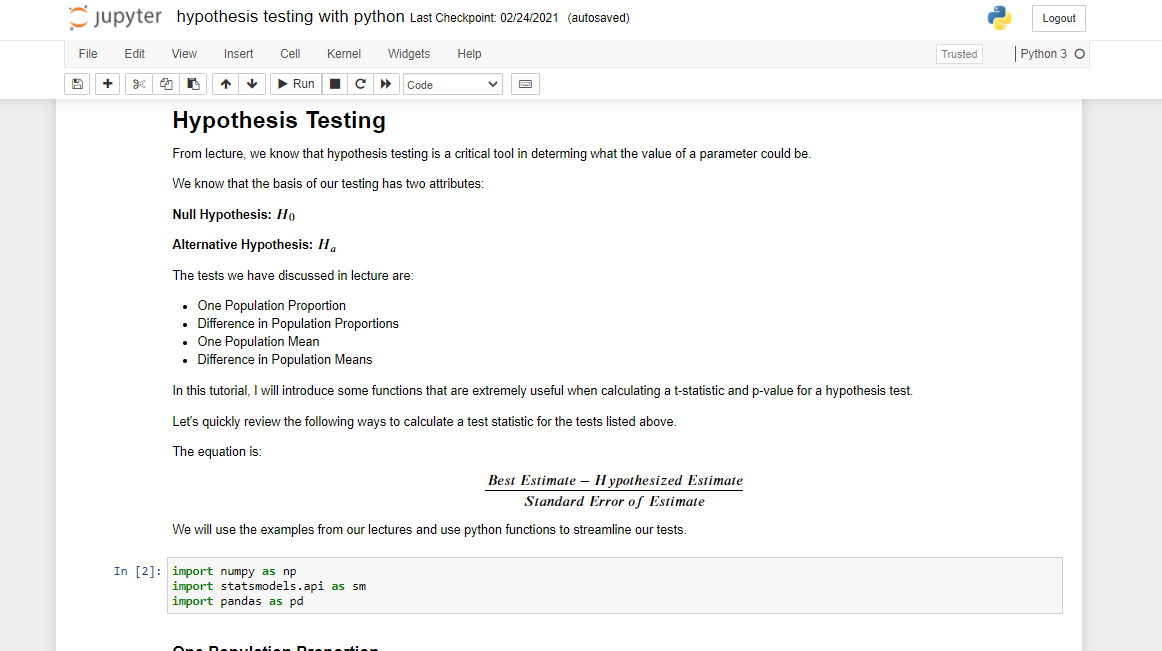 jupyter hypothesis testing with python Last Checkpoint: 02/24/2021 (autosaved) Logout
File Edit View Insert Cell Kernel Widgets Help Trusted Python 3
Run Code
Hypothesis Testing
From lecture, we know that hypothesis testing is a critical tool in determing what the value of a parameter could be.
We know that the basis of our testing has two attributes:
Null Hypothesis: H₀
Alternative Hypothesis: Hₐ
The tests we have discussed in lecture are:
• One Population Proportion
• Difference in Population Proportions
• One Population Mean
• Difference in Population Means
In this tutorial, I will introduce some functions that are extremely useful when calculating a t-statistic and p-value for a hypothesis test.
Let's quickly review the following ways to calculate a test statistic for the tests listed above.
The equation is:
Best Estimate − Hypothesized Estimate
Standard Error of Estimate
We will use the examples from our lectures and use python functions to streamline our tests.
In [2]: import numpy as np
import statsmodels.api as sm
import pandas as pd
One Population Proportion